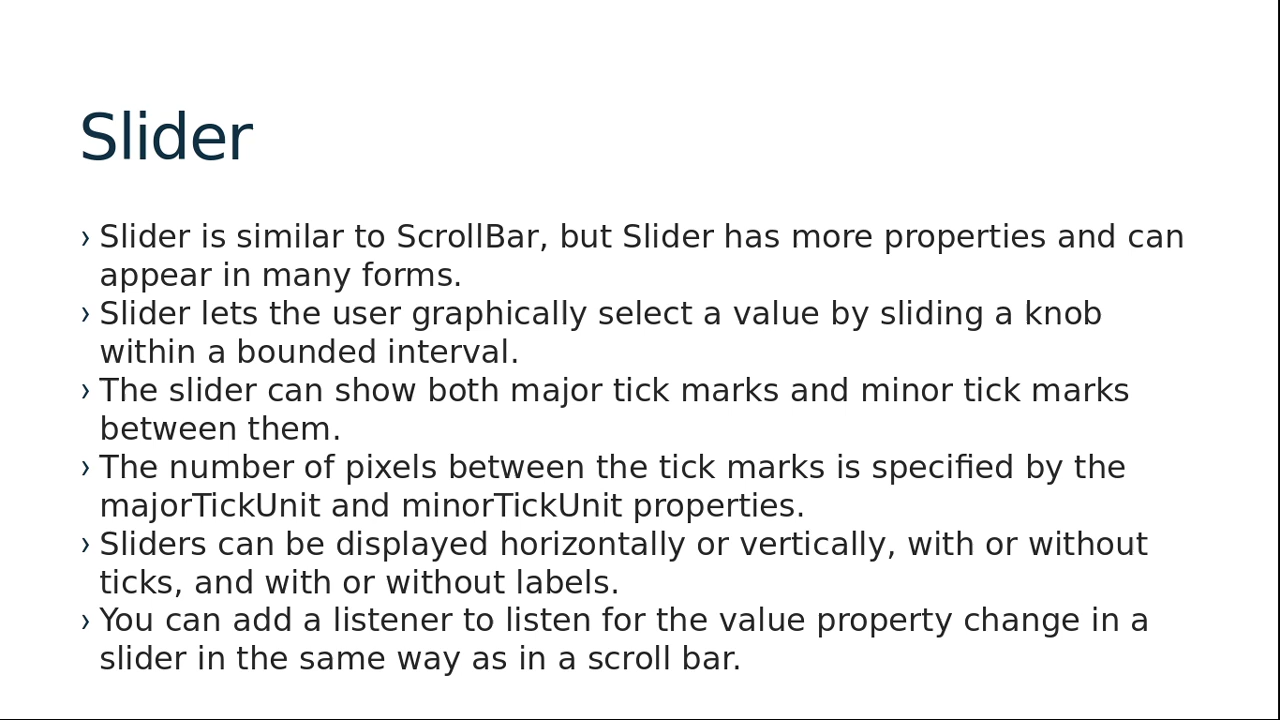 Slider
› Slider is similar to ScrollBar, but Slider has more properties and can
appear in many forms.
› Slider lets the user graphically select a value by sliding a knob
within a bounded interval.
› The slider can show both major tick marks and minor tick marks
between them.
› The number of pixels between the tick marks is specified by the
majorTickUnit and minorTickUnit properties.
› Sliders can be displayed horizontally or vertically, with or without
ticks, and with or without labels.
› You can add a listener to listen for the value property change in a
slider in the same way as in a scroll bar.